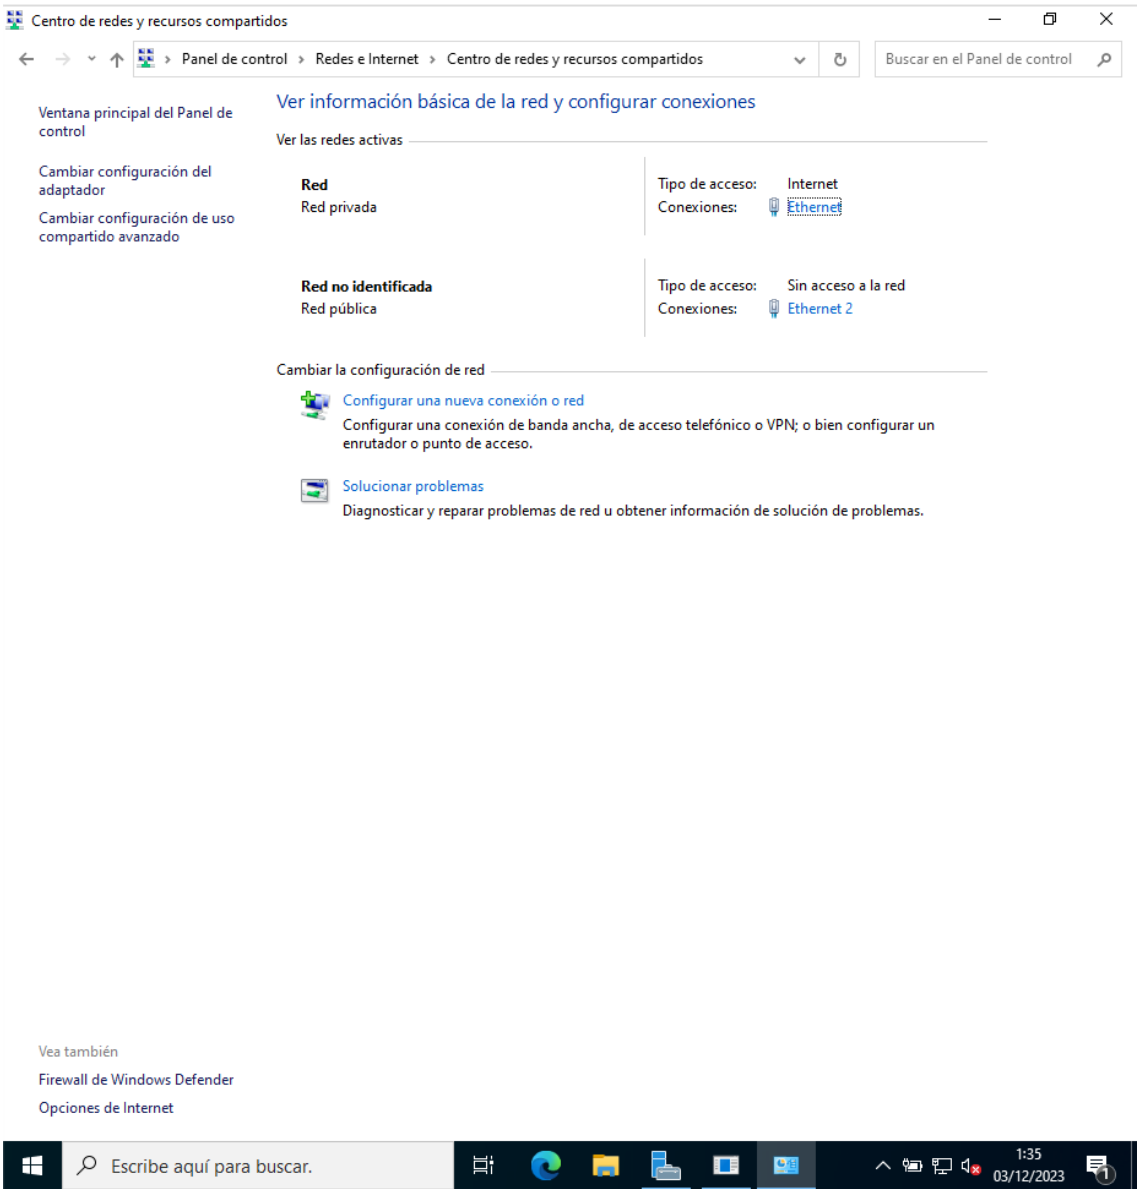 Centro de redes y recursos compartidos
Panel de control > Redes e Internet > Centro de redes y recursos compartidos
Buscar en el Panel de control
Ventana principal del Panel de
control
Cambiar configuración del
adaptador
Cambiar configuración de uso
compartido avanzado
Ver información básica de la red y configurar conexiones
Ver las redes activas
Red
Red privada
Tipo de acceso: Internet
Conexiones: Ethernet
Red no identificada
Red pública
Tipo de acceso: Sin acceso a la red
Conexiones: Ethernet 2
Cambiar la configuración de red
Configurar una nueva conexión o red
Configurar una conexión de banda ancha, de acceso telefónico o VPN; o bien configurar un
enrutador o punto de acceso.
Solucionar problemas
Diagnosticar y reparar problemas de red u obtener información de solución de problemas.
Vea también
Firewall de Windows Defender
Opciones de Internet
Escribe aquí para buscar.
1:35
03/12/2023
1